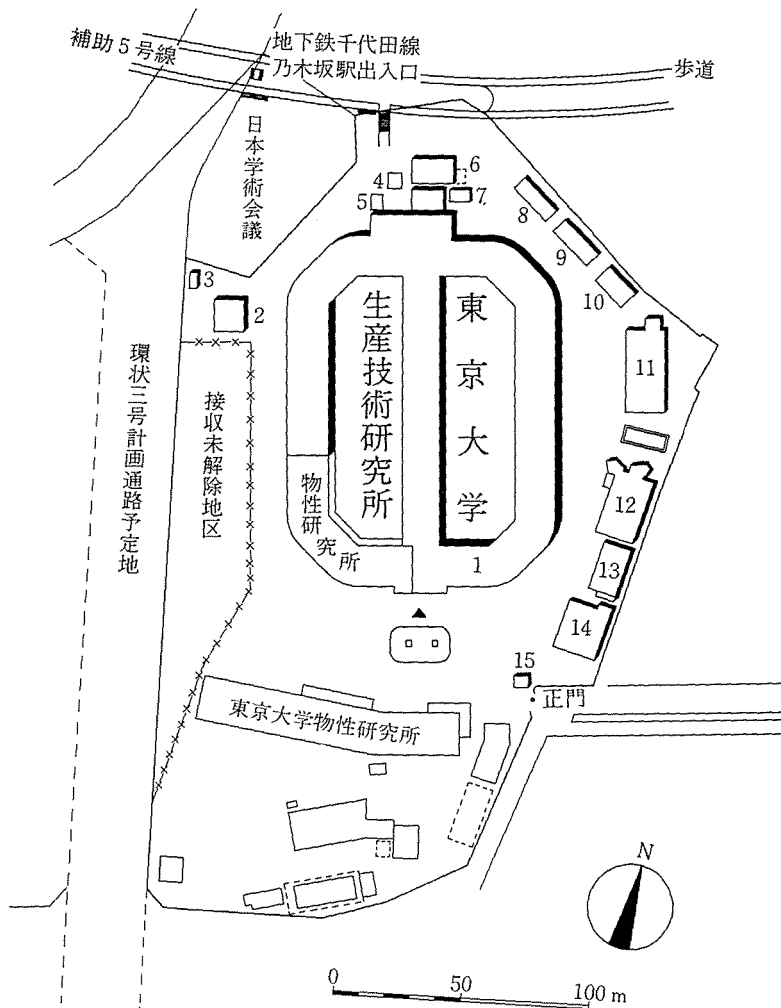 補助5号線
地下鉄千代田線
乃木坂駅出入口
歩道
日本学術会議
6
4
7
5
8
9
3
10
2
11
東京大学
生産技術研究所
環状三号計画通路予定地
接収未解除地区
物性研究所
12
13
1
14
15
正門
東京大学物性研究所
N
0 50 100 m